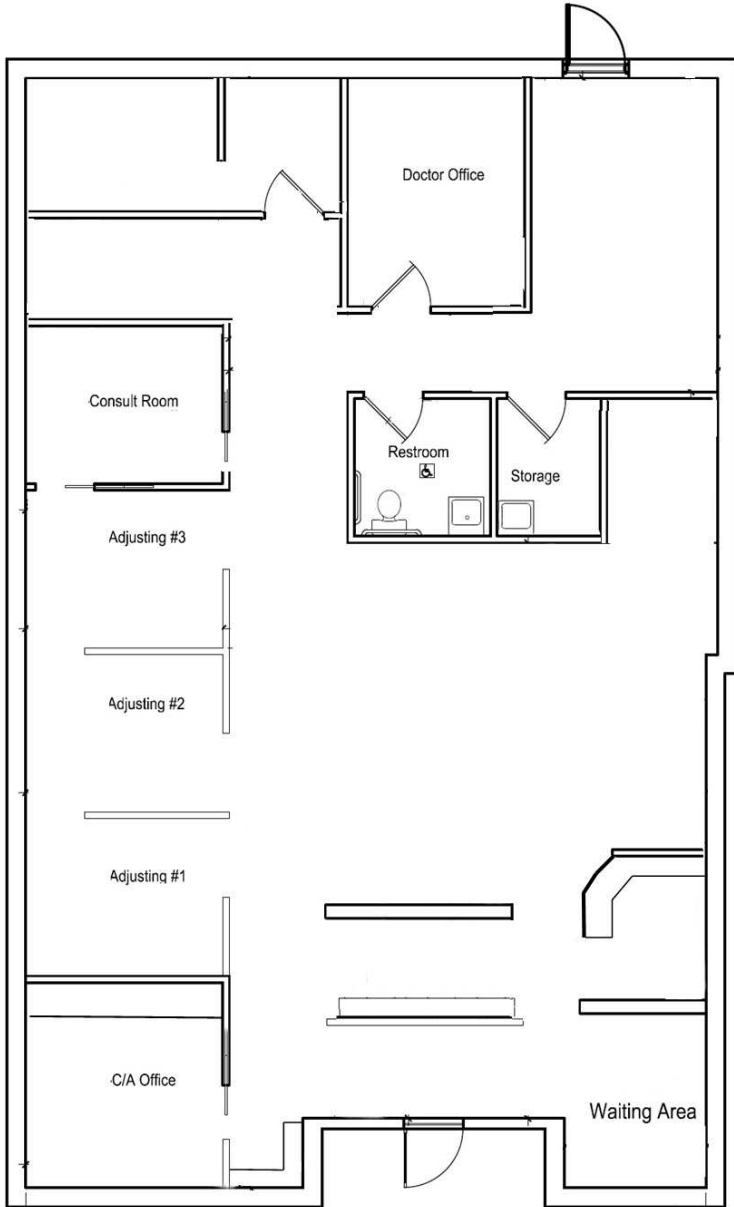 Doctor Office
Consult Room
Restroom
Storage
Adjusting #3
Adjusting #2
Adjusting #1
C/A Office
Waiting Area